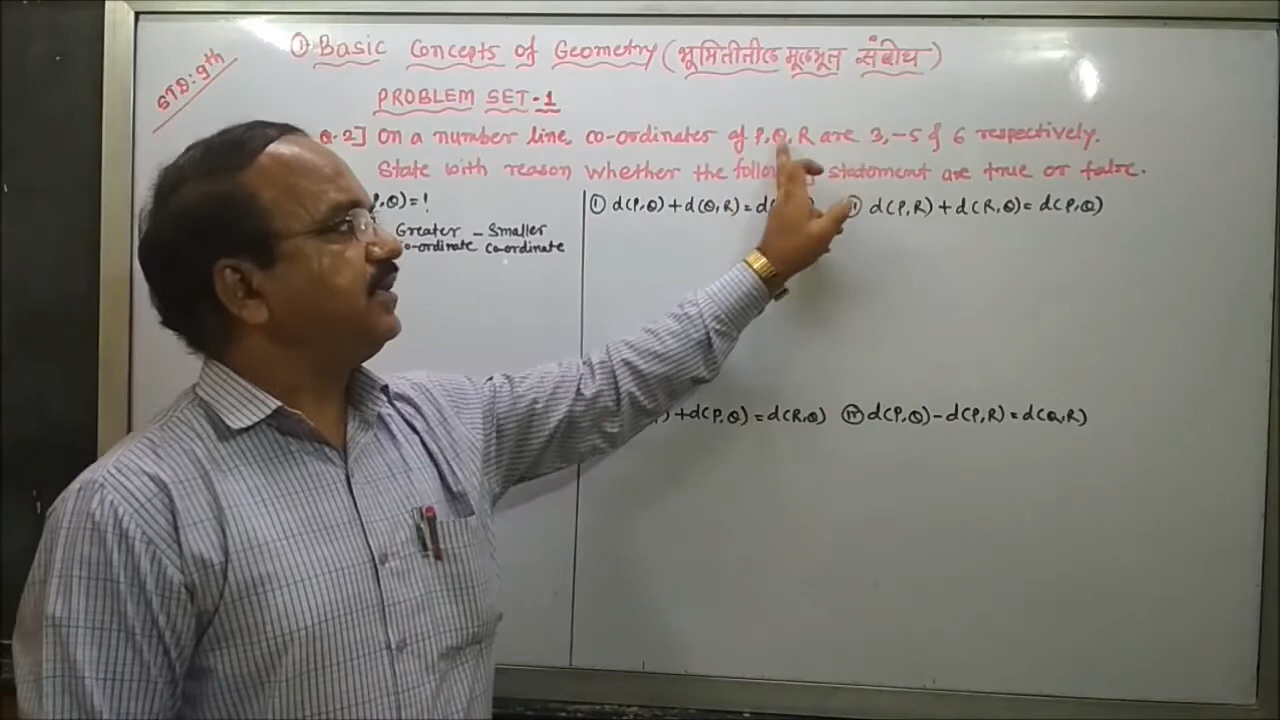 ① Basic Concepts of Geometry (भूमितीतील मूलभूत संबोध)
STD: 9th
PROBLEM SET-1
Q.2] On a number line, co-ordinates of P, Q, R are 3, -5 & 6 respectively.
State with reason whether the following statement are true or false.
P,Q)=!
Greater - Smaller
co-ordinate co-ordinate
① d(P,Q) + d(Q,R) = d(
ii) d(P,R) + d(R,Q) = d(P,Q)
) + d(P,Q) = d(R,Q)
iv) d(P,Q) - d(P,R) = d(Q,R)